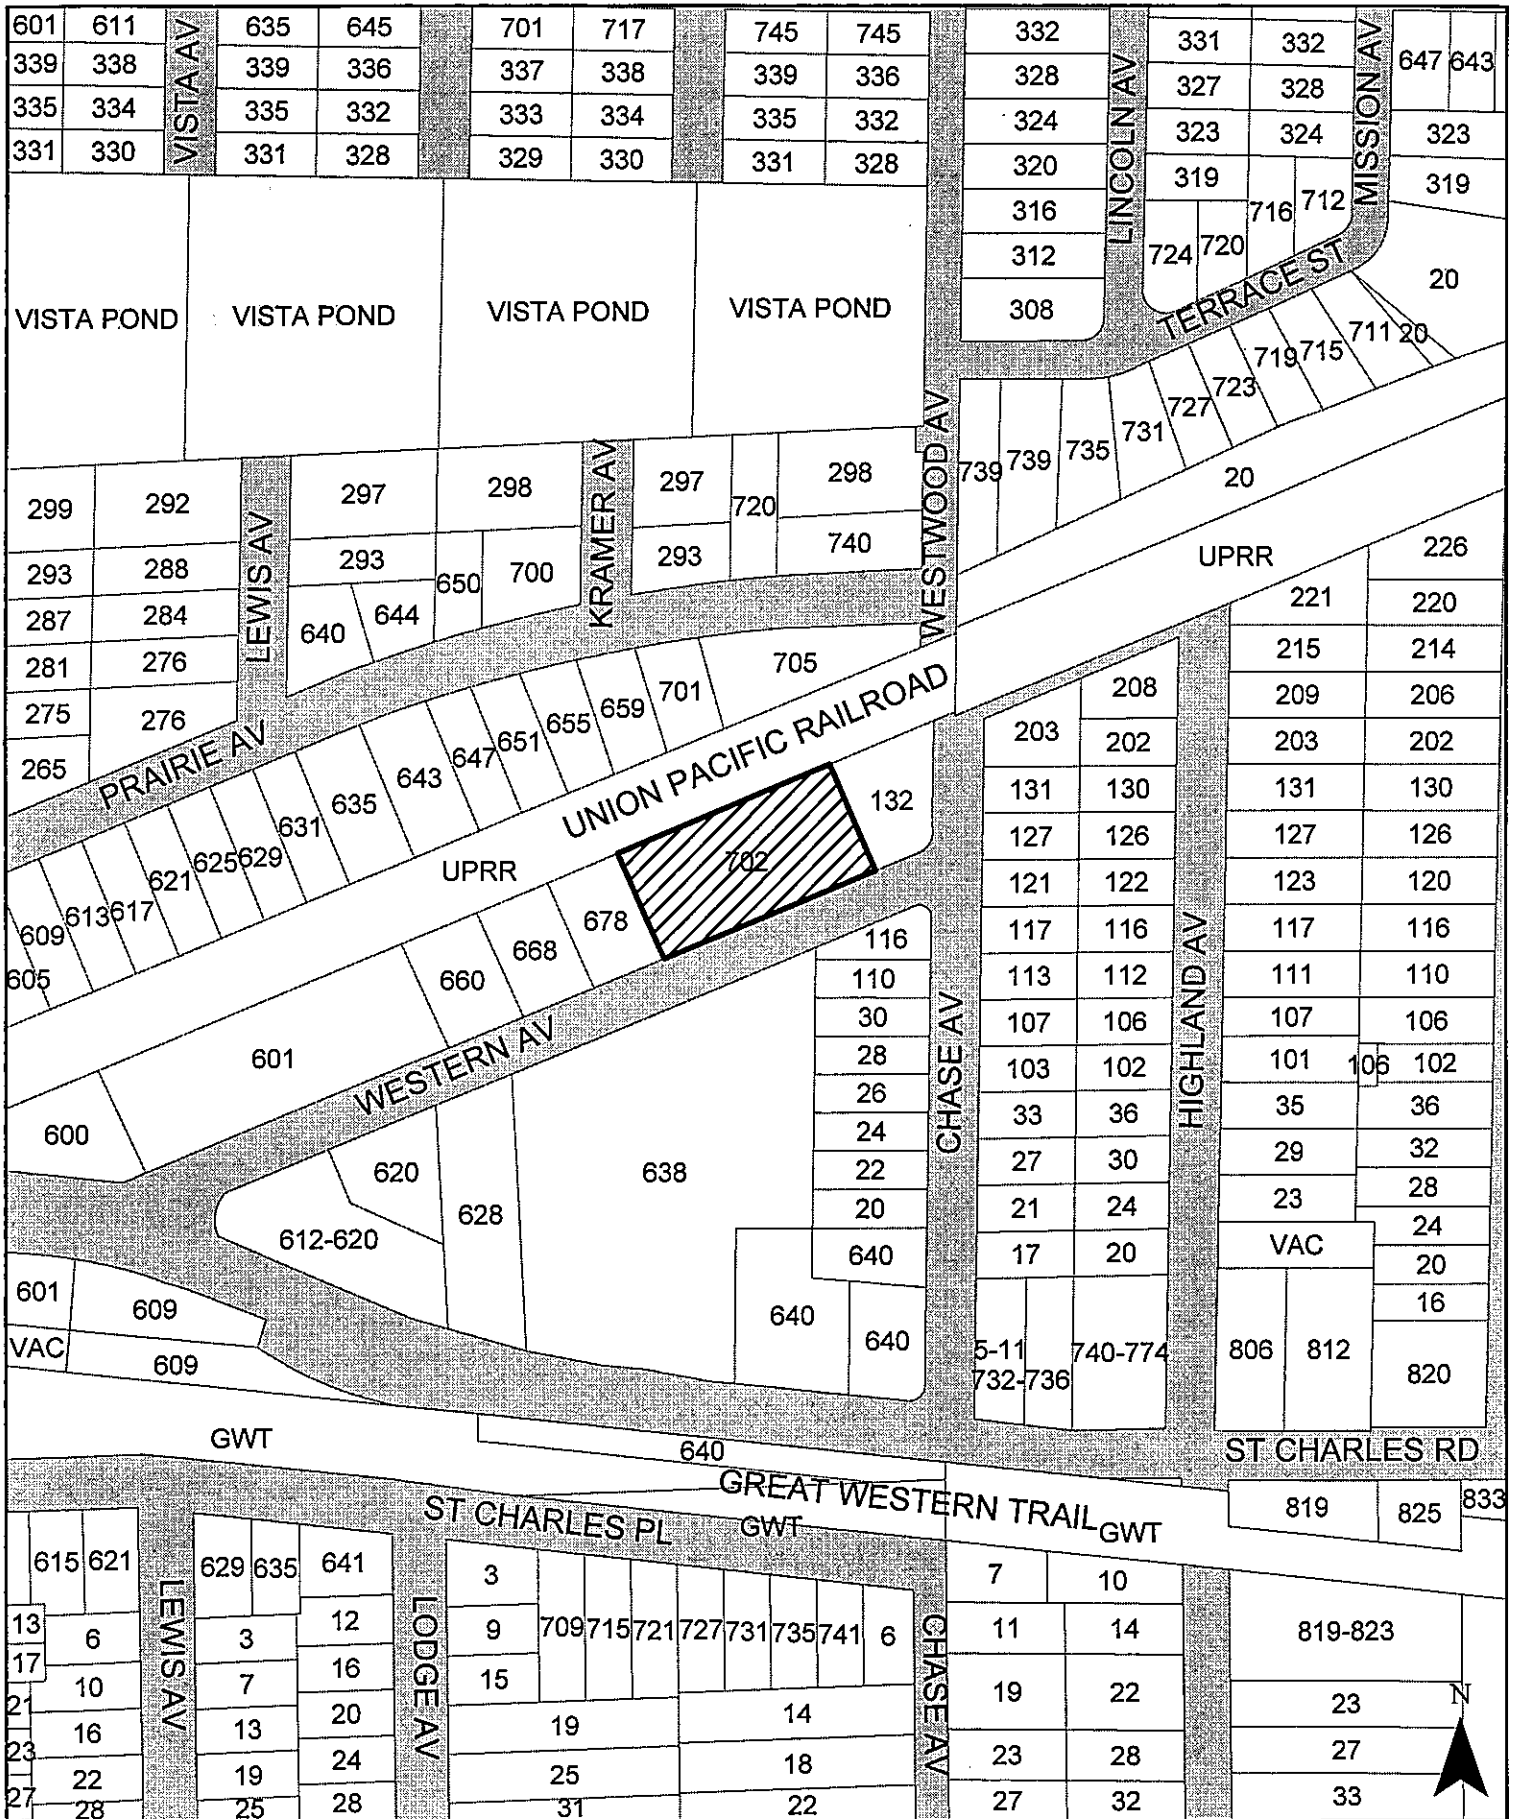 601 611 635 645 701 717 745 745 332 331 332 647 643
339 338 339 336 337 338 339 336 328 327 328
335 334 335 332 333 334 335 332 324 323 324 323
331 330 331 328 329 330 331 328 320 319 319
VISTA AV
LINCOLN AV
MISSION AV
316 716 712
312 724 720
308
TERRACE ST
20
VISTA POND VISTA POND VISTA POND VISTA POND
711 20
719 715
723
727
731
739 739 735
WESTWOOD AV
20
299 292 297 298 297 720 298
LEWIS AV
KRAMER AV
293 288 293 650 700 293 740
287 284 640 644
281 276
275 276
265
UPRR
226
221 220
215 214
209 206
203 202
131 130
127 126
123 120
117 116
111 110
107 106
101 106 102
35 36
29 32
23 28
24
VAC 20
16
806 812 820
PRAIRIE AV
705
701
659
655
651
647
643
635
631
629
625
621
617
613
609
605
UNION PACIFIC RAILROAD
UPRR
208
203 202
131 130
127 126
121 122
117 116
113 112
107 106
103 102
33 36
27 30
21 24
17 20
5-11
732-736
740-774
CHASE AV
HIGHLAND AV
132
702
678
668
660
601
600
WESTERN AV
116
110
30
28
26
24
22
20
640
640 640
638
628
620
612-620
601 609
VAC 609
GWT
640
ST CHARLES RD
GREAT WESTERN TRAIL
GWT
GWT
ST CHARLES PL
819 825 833
615 621 629 635 641 3
7 10
13 6 3 12 9 709 715 721 727 731 735 741 6 11 14 819-823
17
10 7 16 15 19 22
21
LEWIS AV
LODGE AV
CHASE AV
16 13 20 19 14 23
23
22 19 24 25 18 23 28 27
27 28 25 28 31 22 27 32 33
N